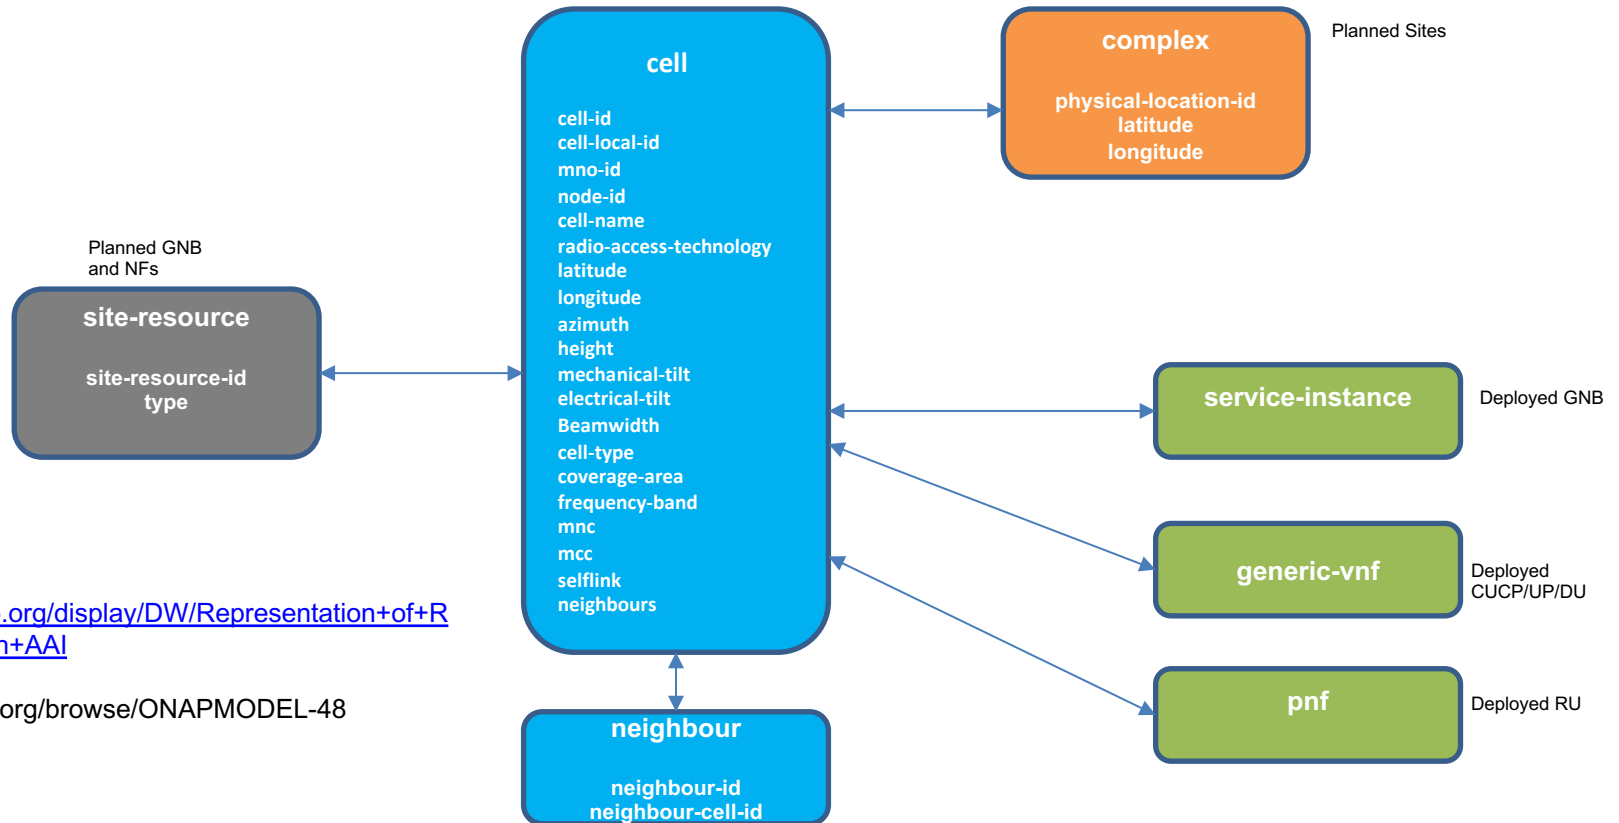 cell
cell-id
cell-local-id
mno-id
node-id
cell-name
radio-access-technology
latitude
longitude
azimuth
height
mechanical-tilt
electrical-tilt
Beamwidth
cell-type
coverage-area
frequency-band
mnc
mcc
selflink
neighbours
complex
physical-location-id
latitude
longitude
Planned Sites
Planned GNB
and NFs
site-resource
site-resource-id
type
service-instance
Deployed GNB
generic-vnf
Deployed
CUCP/UP/DU
pnf
Deployed RU
.org/display/DW/Representation+of+R
+AAI
org/browse/ONAPMODEL-48
neighbour
neighbour-id
neighbour-cell-id